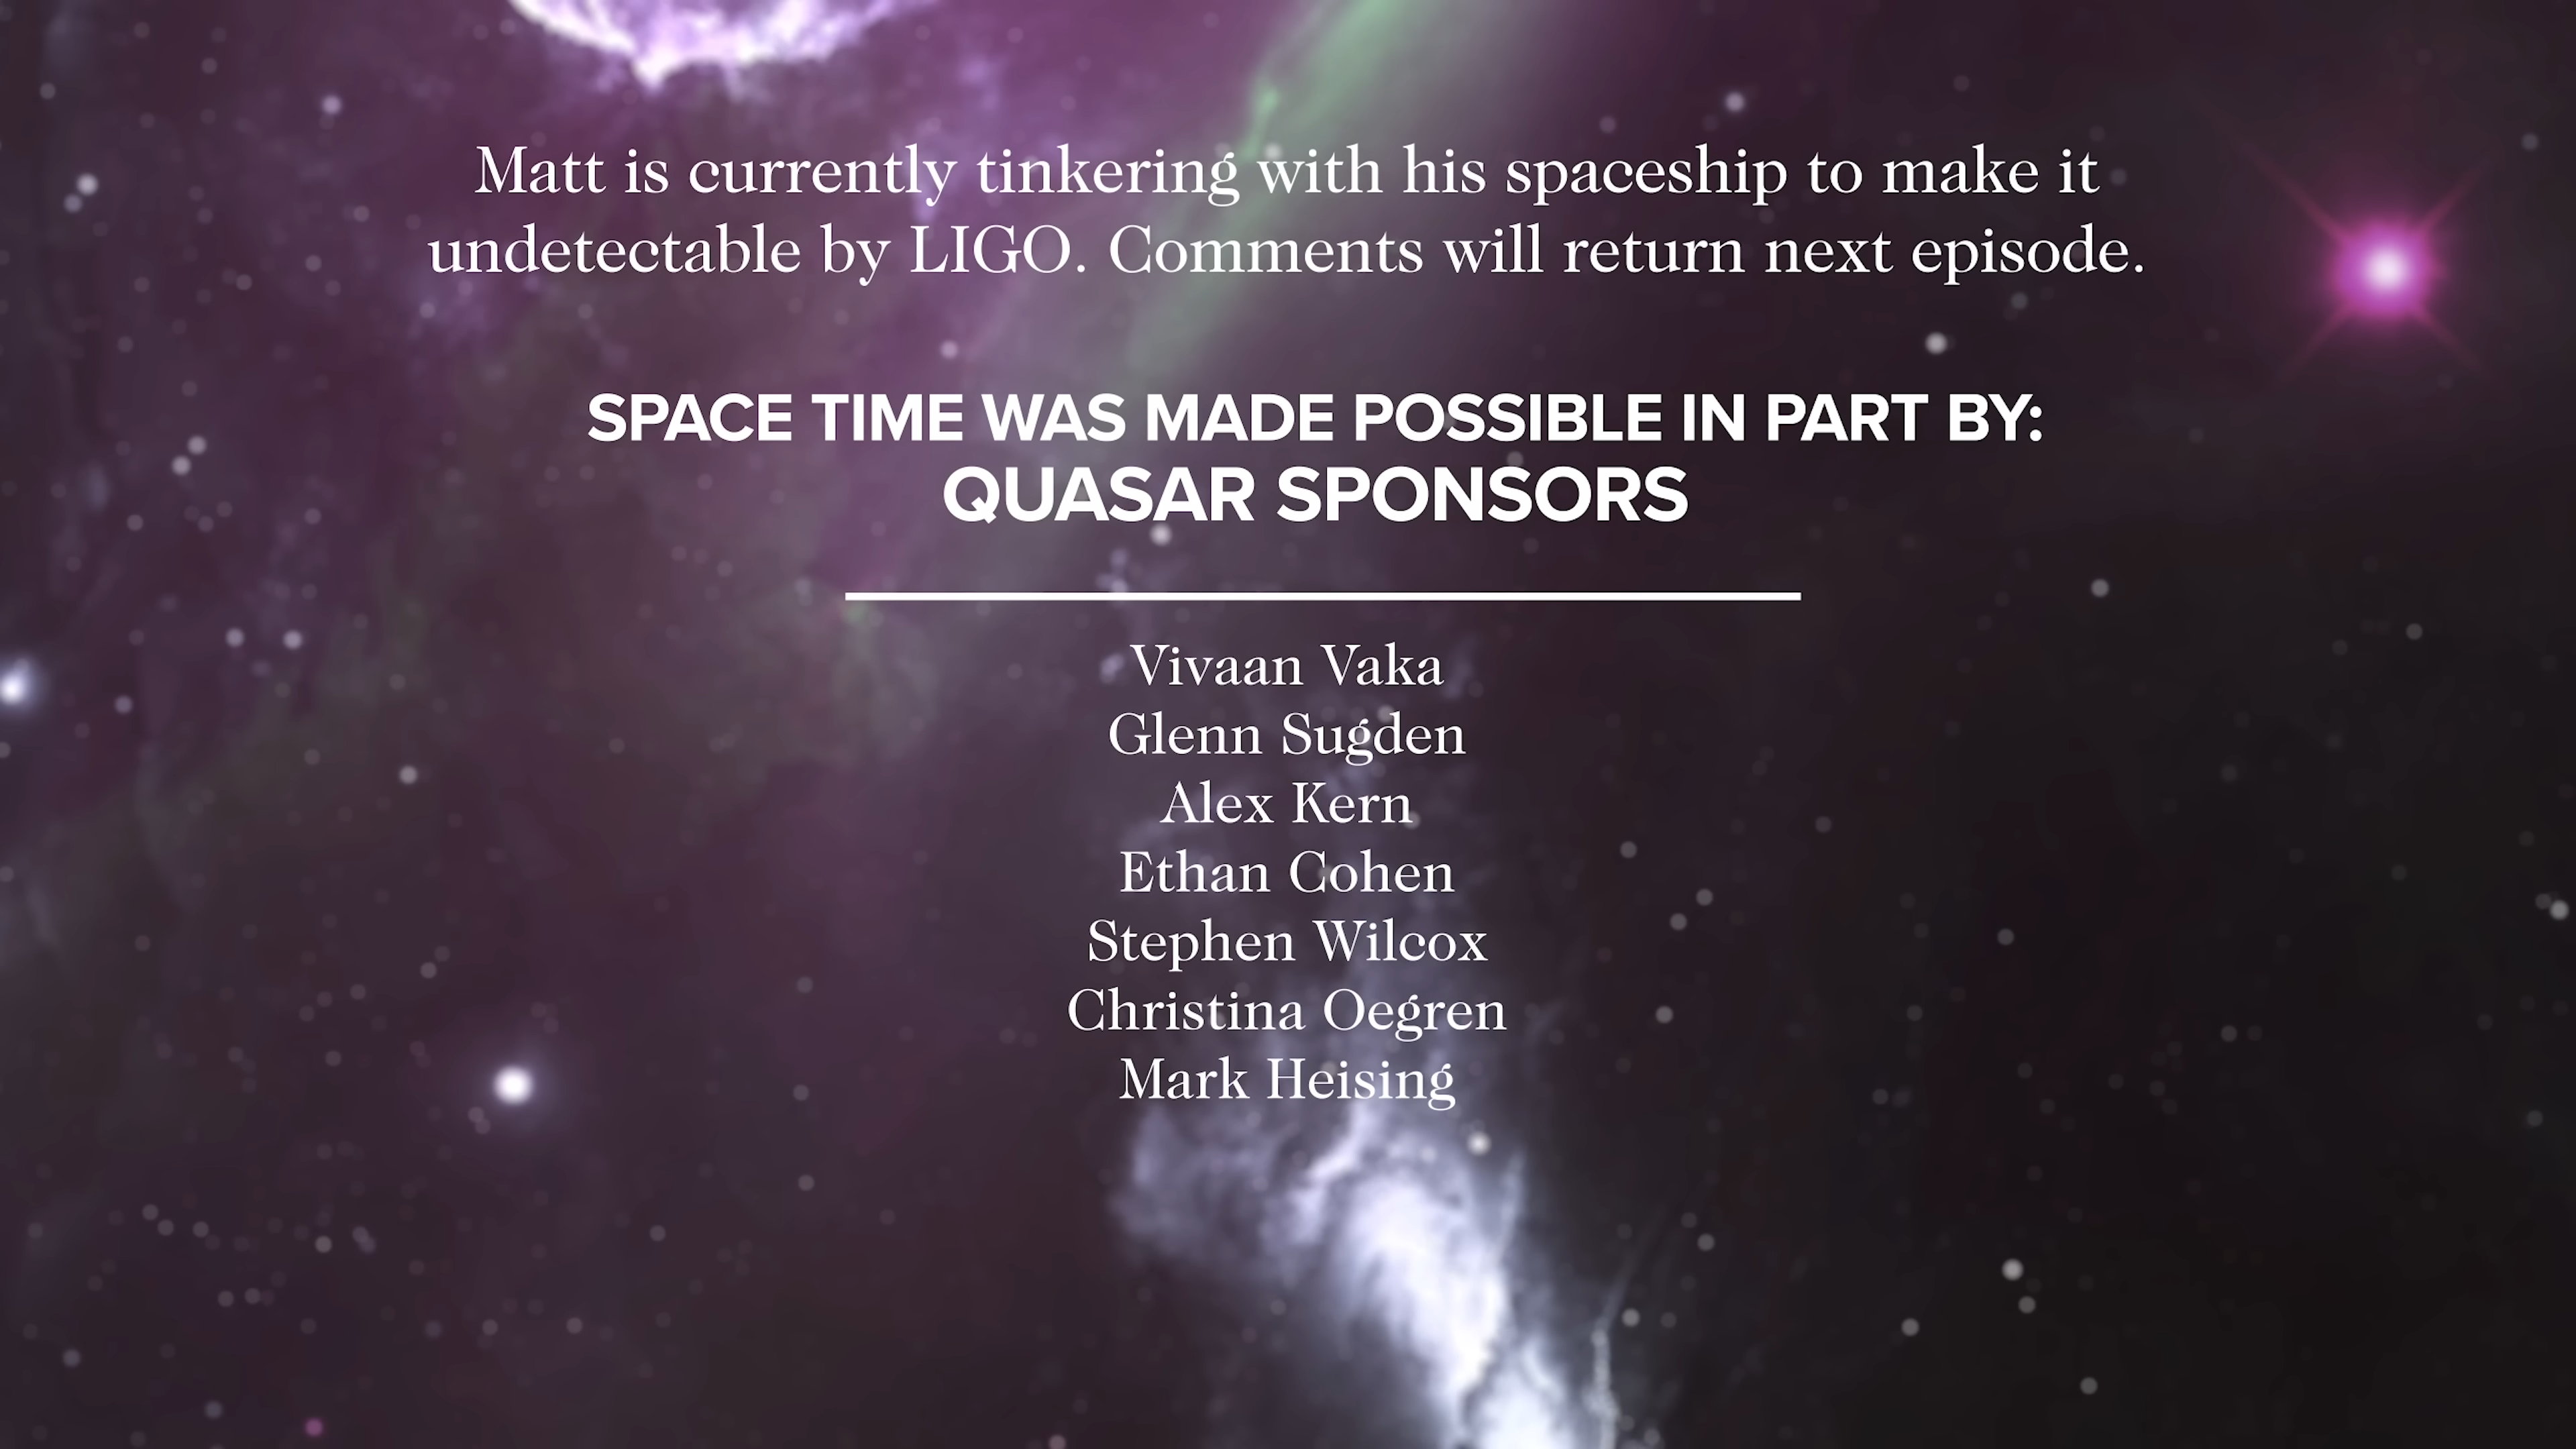 Matt is currently tinkering with his spaceship to make it
undetectable by LIGO. Comments will return next episode.
SPACE TIME WAS MADE POSSIBLE IN PART BY:
QUASAR SPONSORS
Vivaan Vaka
Glenn Sugden
Alex Kern
Ethan Cohen
Stephen Wilcox
Christina Oegren
Mark Heising